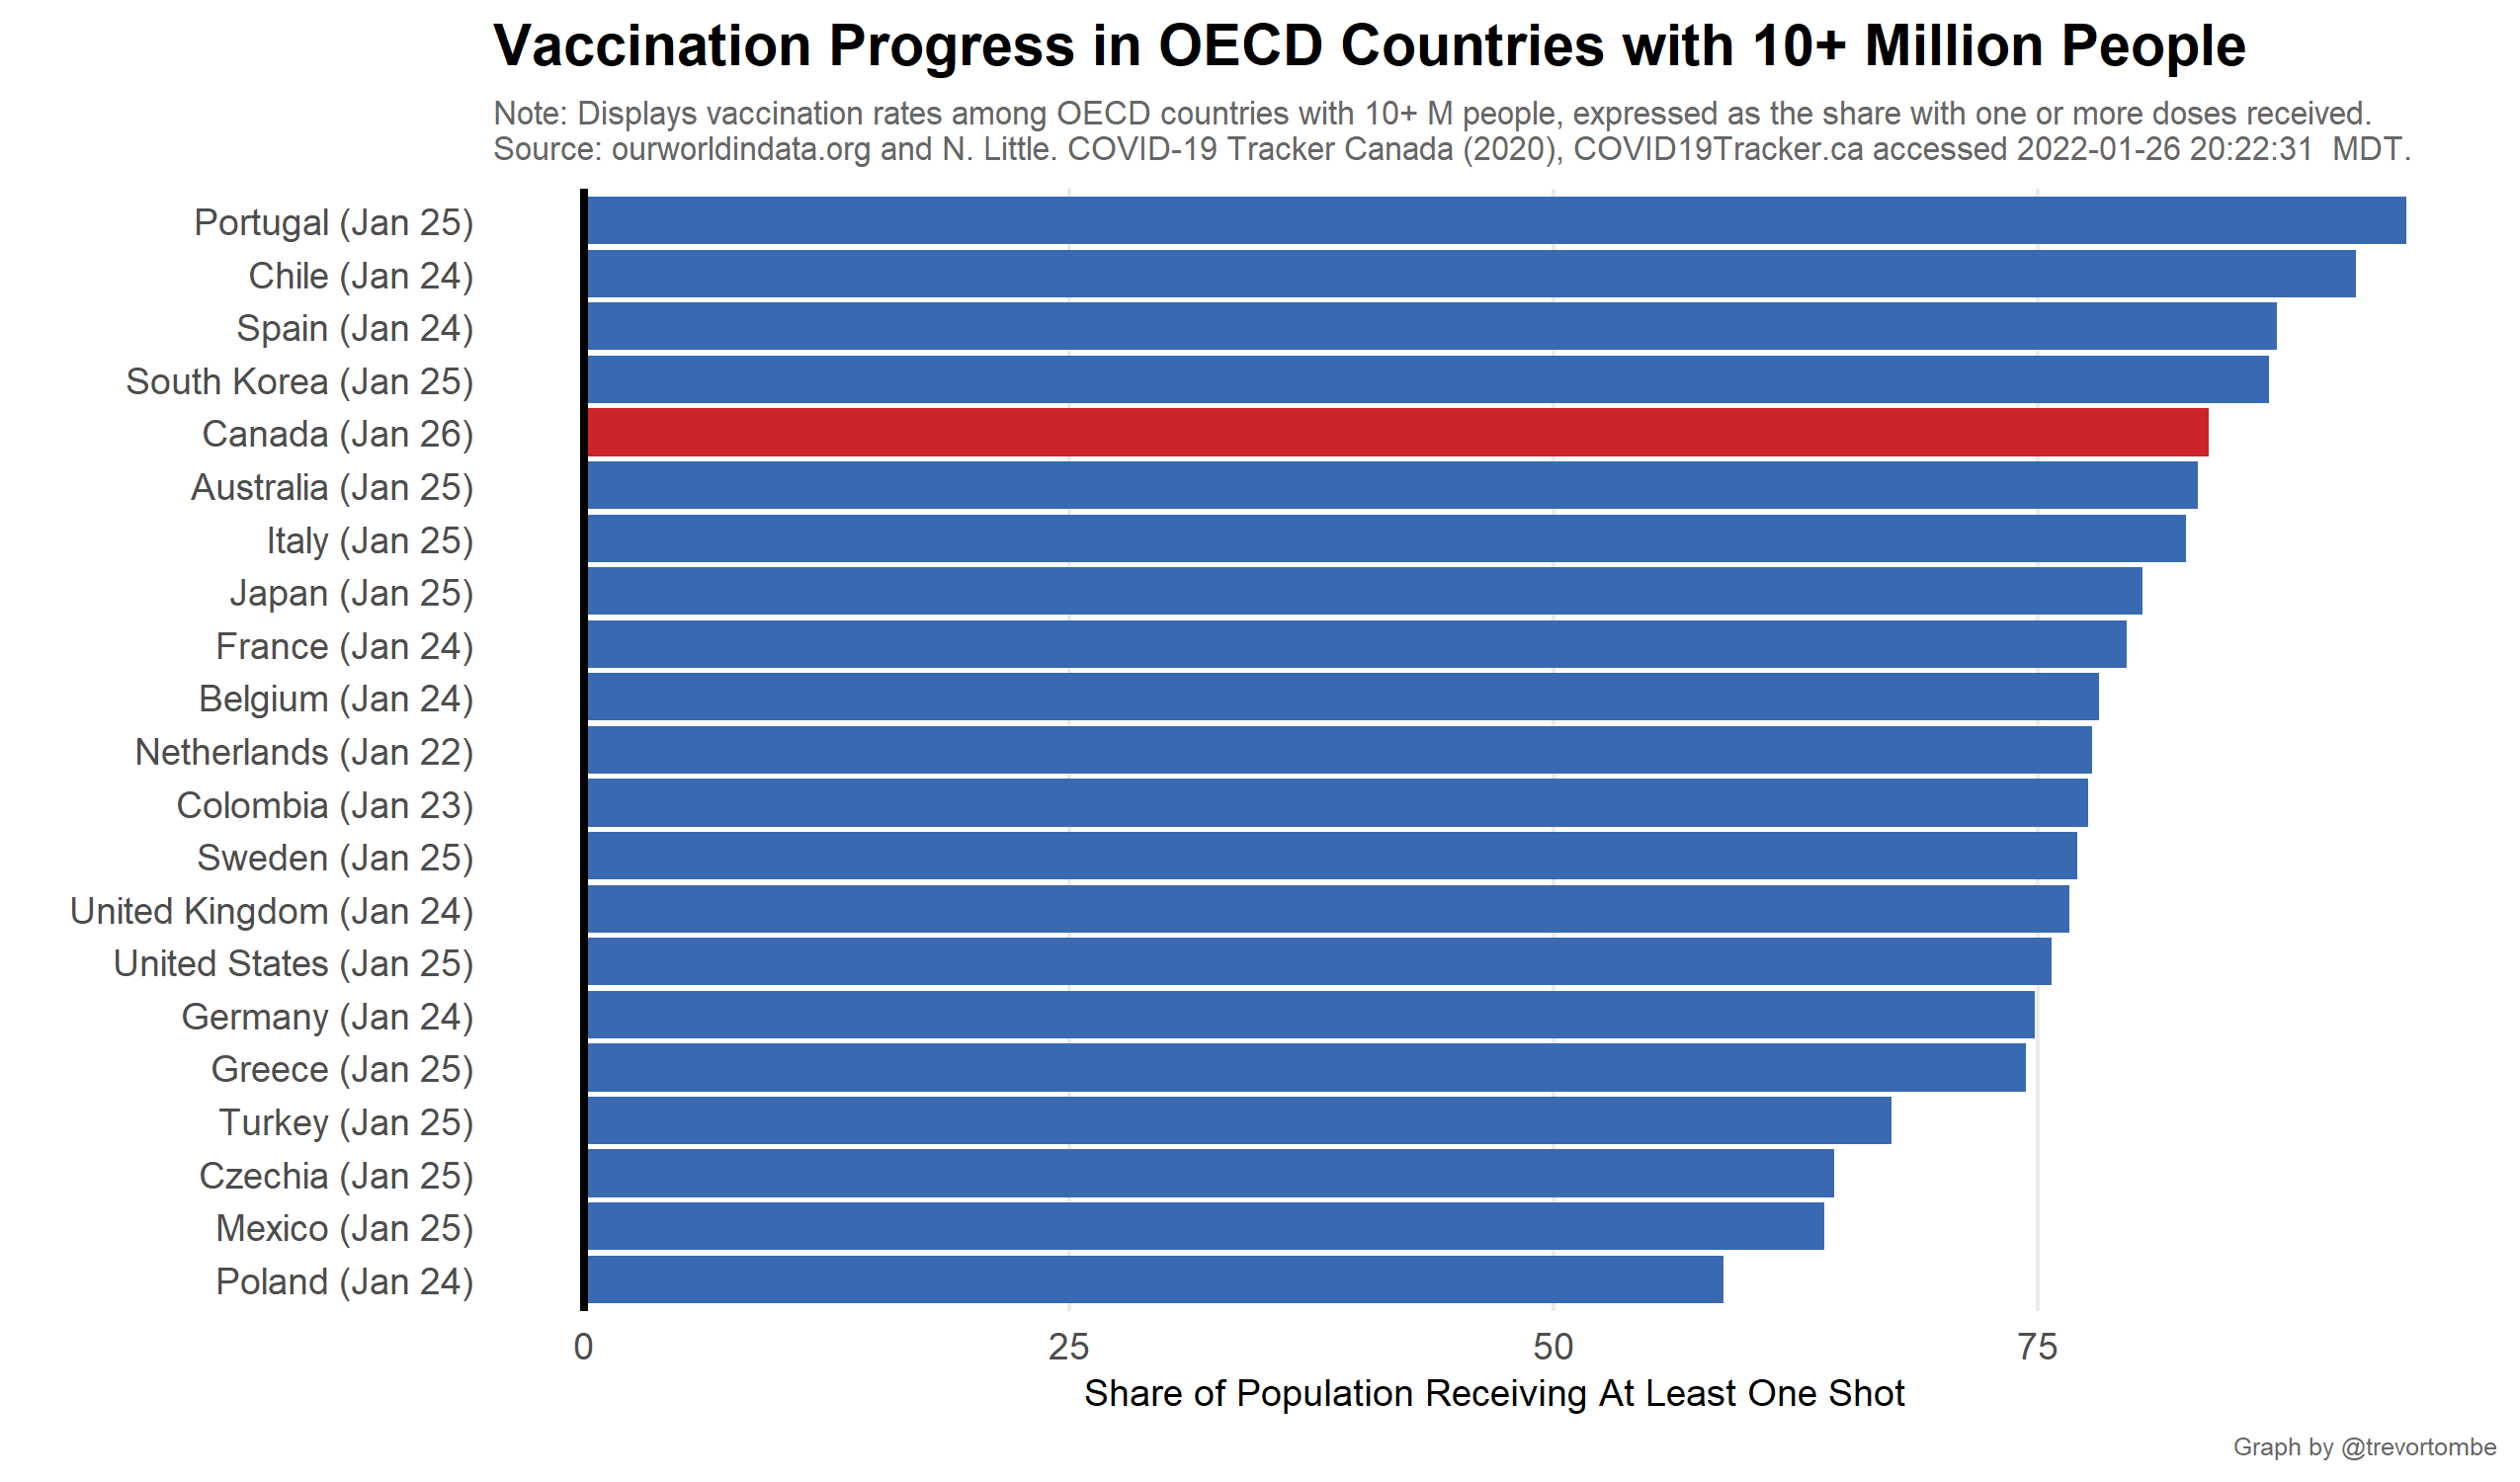 Vaccination Progress in OECD Countries with 10+ Million People
Note: Displays vaccination rates among OECD countries with 10+ M people, expressed as the share with one or more doses received.
Source: ourworldindata.org and N. Little. COVID-19 Tracker Canada (2020), COVID19Tracker.ca accessed 2022-01-26 20:22:31  MDT.
Portugal (Jan 25)
Chile (Jan 24)
Spain (Jan 24)
South Korea (Jan 25)
Canada (Jan 26)
Australia (Jan 25)
Italy (Jan 25)
Japan (Jan 25)
France (Jan 24)
Belgium (Jan 24)
Netherlands (Jan 22)
Colombia (Jan 23)
Sweden (Jan 25)
United Kingdom (Jan 24)
United States (Jan 25)
Germany (Jan 24)
Greece (Jan 25)
Turkey (Jan 25)
Czechia (Jan 25)
Mexico (Jan 25)
Poland (Jan 24)
0 25 50 75
Share of Population Receiving At Least One Shot
Graph by @trevortombe